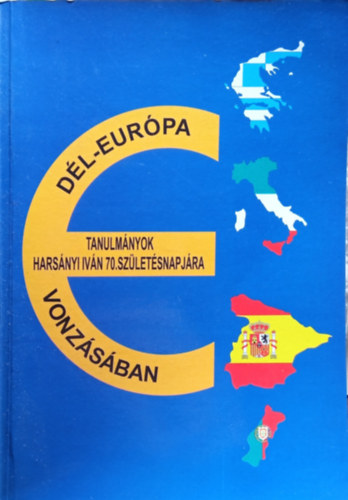 DÉL-EURÓPA
TANULMÁNYOK
HARSÁNYI IVÁN 70.SZÜLETÉSNAPJÁRA
VONZÁSÁBAN